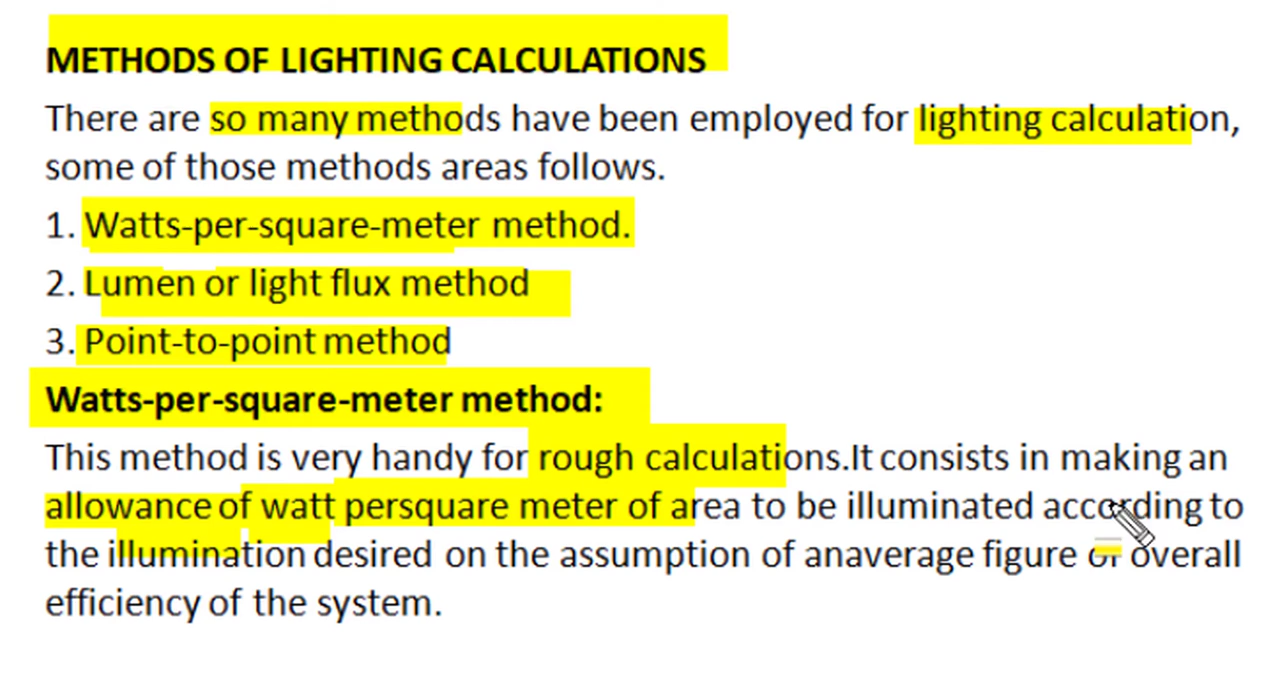 METHODS OF LIGHTING CALCULATIONS
There are so many methods have been employed for lighting calculation,
some of those methods areas follows.
1. Watts-per-square-meter method.
2. Lumen or light flux method
3. Point-to-point method
Watts-per-square-meter method:
This method is very handy for rough calculations.It consists in making an
allowance of watt persquare meter of area to be illuminated according to
the illumination desired on the assumption of anaverage figure of overall
efficiency of the system.